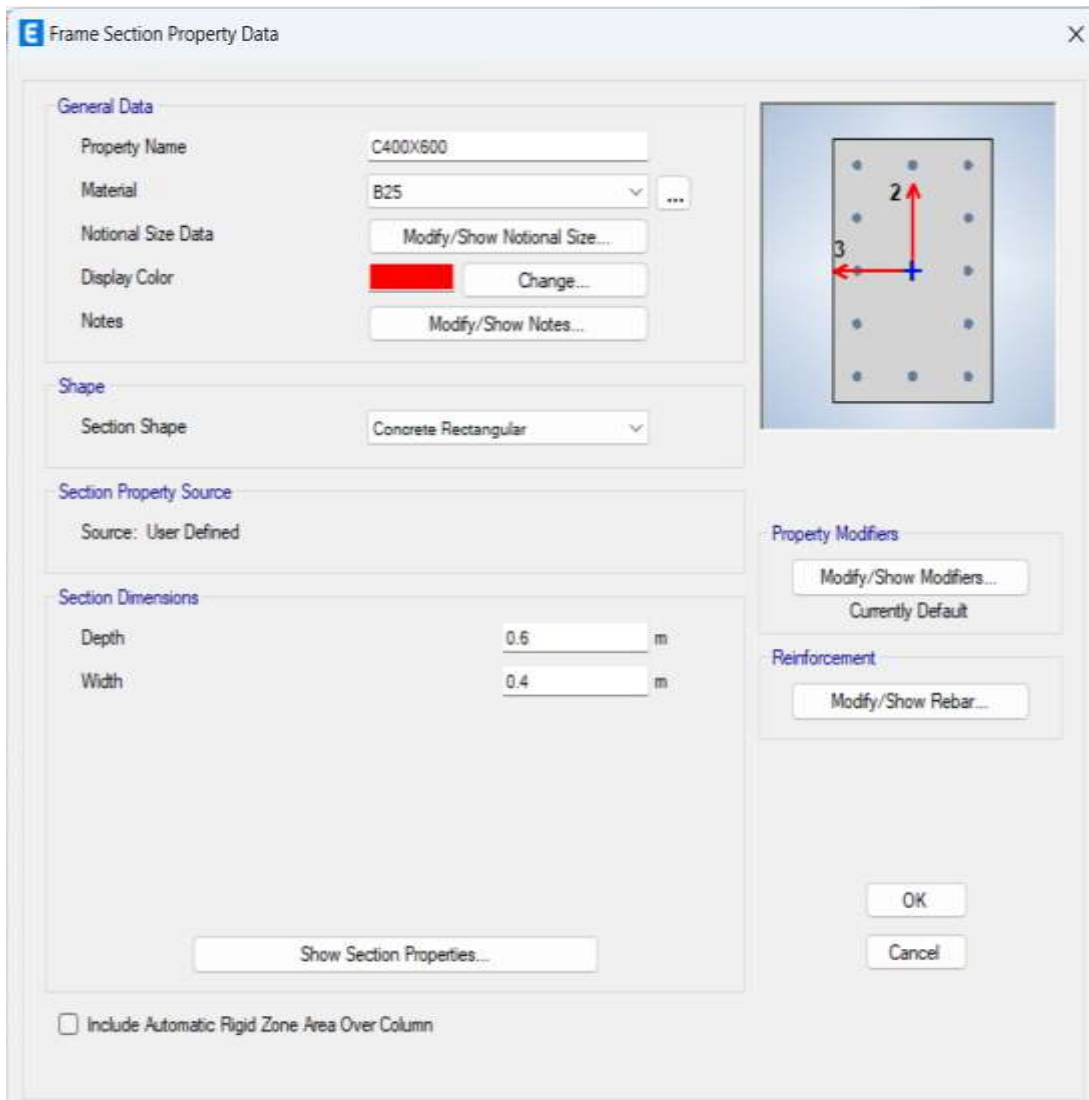 E Frame Section Property Data
General Data
Property Name C400X600
Material B25 ...
Notional Size Data Modify/Show Notional Size...
Display Color Change...
Notes Modify/Show Notes...
2
3
Shape
Section Shape Concrete Rectangular
Section Property Source
Source: User Defined
Property Modifiers
Modify/Show Modifiers...
Currently Default
Section Dimensions
Depth 0.6 m
Width 0.4 m
Reinforcement
Modify/Show Rebar...
OK
Cancel
Show Section Properties...
Include Automatic Rigid Zone Area Over Column